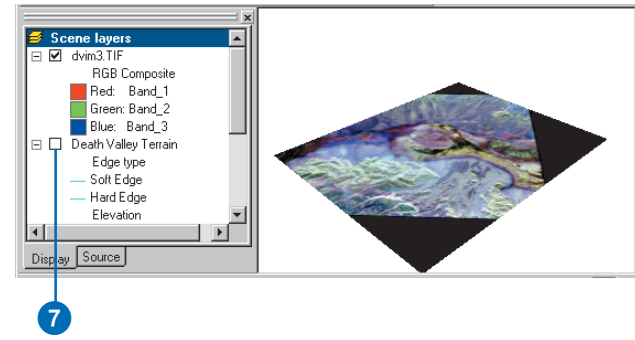 Scene layers
dvim3.TIF
RGB Composite
Red: Band_1
Green: Band_2
Blue: Band_3
Death Valley Terrain
Edge type
Soft Edge
Hard Edge
Elevation
Display Source
7